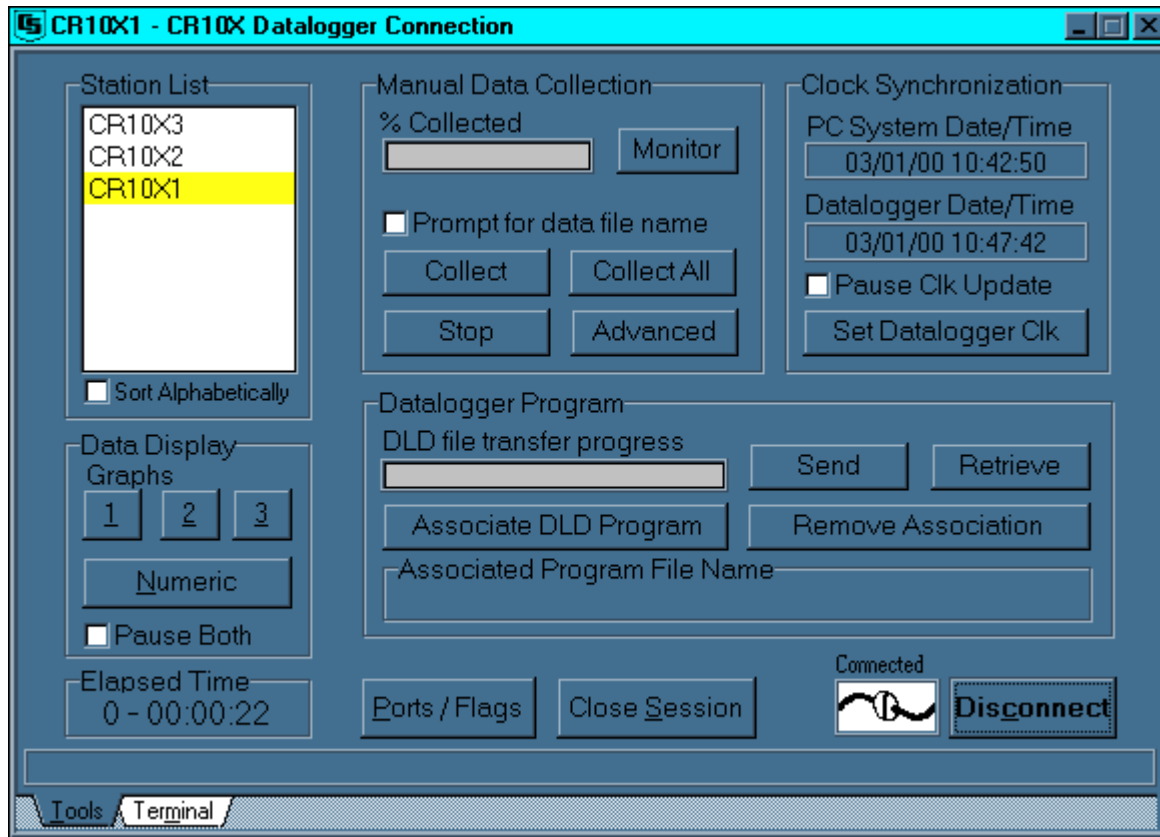 CR10X1 - CR10X Datalogger Connection
Station List
CR10X3
CR10X2
CR10X1
Sort Alphabetically
Manual Data Collection
% Collected
Monitor
Prompt for data file name
Collect
Collect All
Stop
Advanced
Clock Synchronization
PC System Date/Time
03/01/00 10:42:50
Datalogger Date/Time
03/01/00 10:47:42
Pause Clk Update
Set Datalogger Clk
Data Display
Graphs
1 2 3
Numeric
Pause Both
Datalogger Program
DLD file transfer progress
Send
Retrieve
Associate DLD Program
Remove Association
Associated Program File Name
Elapsed Time
0 - 00:00:22
Ports / Flags
Close Session
Connected
Disconnect
Tools
Terminal